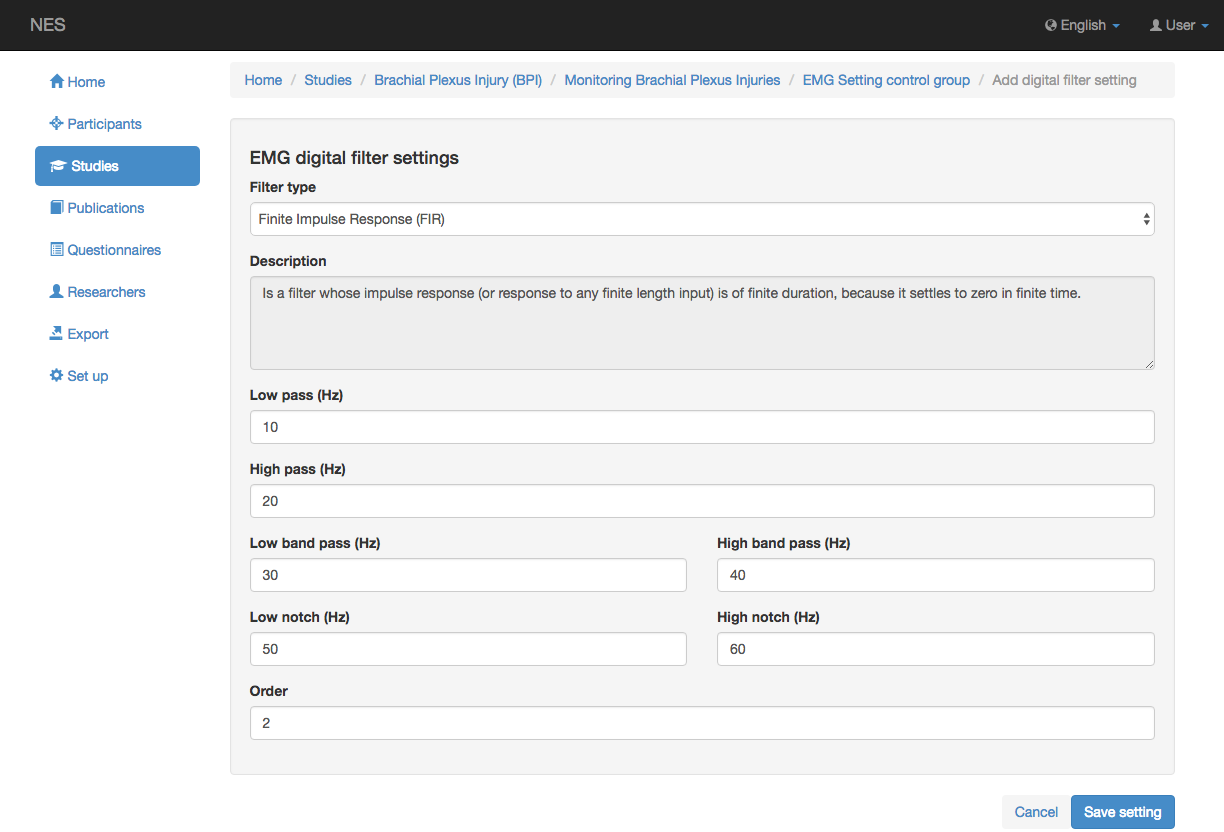 NES
English
User
Home
Participants
Studies
Publications
Questionnaires
Researchers
Export
Set up
Home / Studies / Brachial Plexus Injury (BPI) / Monitoring Brachial Plexus Injuries / EMG Setting control group / Add digital filter setting
EMG digital filter settings
Filter type
Finite Impulse Response (FIR)
Description
Is a filter whose impulse response (or response to any finite length input) is of finite duration, because it settles to zero in finite time.
Low pass (Hz)
10
High pass (Hz)
20
Low band pass (Hz)
30
High band pass (Hz)
40
Low notch (Hz)
50
High notch (Hz)
60
Order
2
Cancel
Save setting